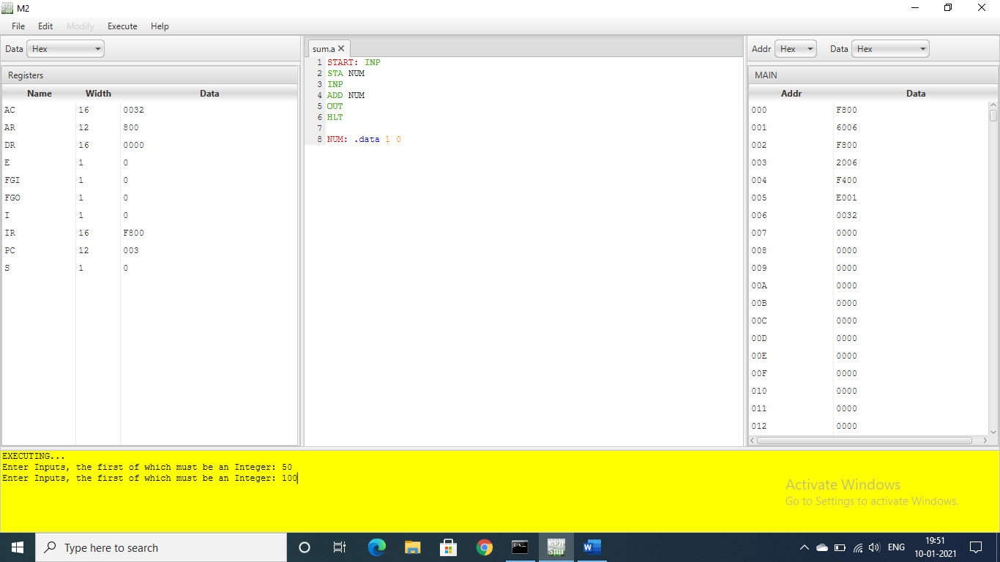 M2
File Edit Modify Execute Help
Data Hex
sum.a
Addr Hex Data Hex
Registers
Name Width Data
AC 16 0032
AR 12 800
DR 16 0000
E 1 0
FGI 1 0
FGO 1 0
I 1 0
IR 16 F800
PC 12 003
S 1 0
1 START: INP
2 STA NUM
3 INP
4 ADD NUM
5 OUT
6 HLT
7
8 NUM: .data 1 0
MAIN
Addr Data
000 F800
001 6006
002 F800
003 2006
004 F400
005 E001
006 0032
007 0000
008 0000
009 0000
00A 0000
00B 0000
00C 0000
00D 0000
00E 0000
00F 0000
010 0000
011 0000
012 0000
EXECUTING...
Enter Inputs, the first of which must be an Integer: 50
Enter Inputs, the first of which must be an Integer: 100
Activate Windows
Go to Settings to activate Windows.
Type here to search
ENG
19:51
10-01-2021